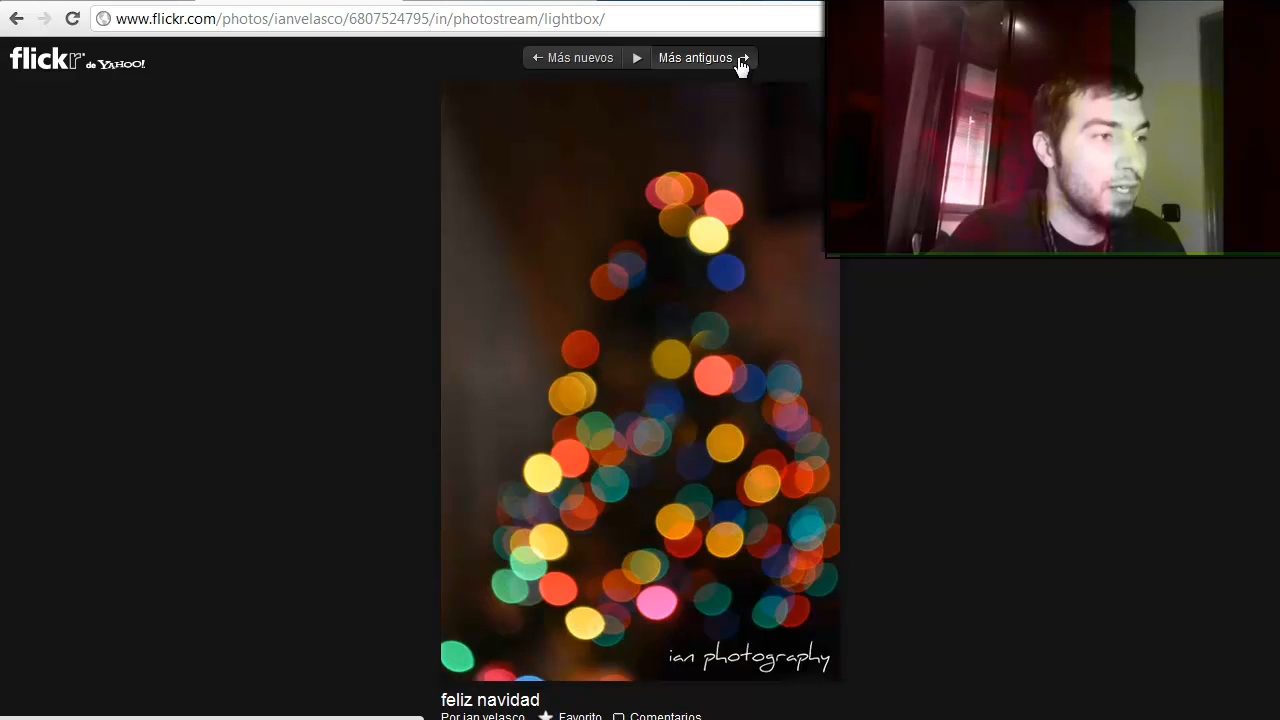 www.flickr.com/photos/ianvelasco/6807524795/in/photostream/lightbox/
flickr de YAHOO!
← Más nuevos
Más antiguos →
ian photography
feliz navidad
Por ian velasco ★ Favorito Comentarios